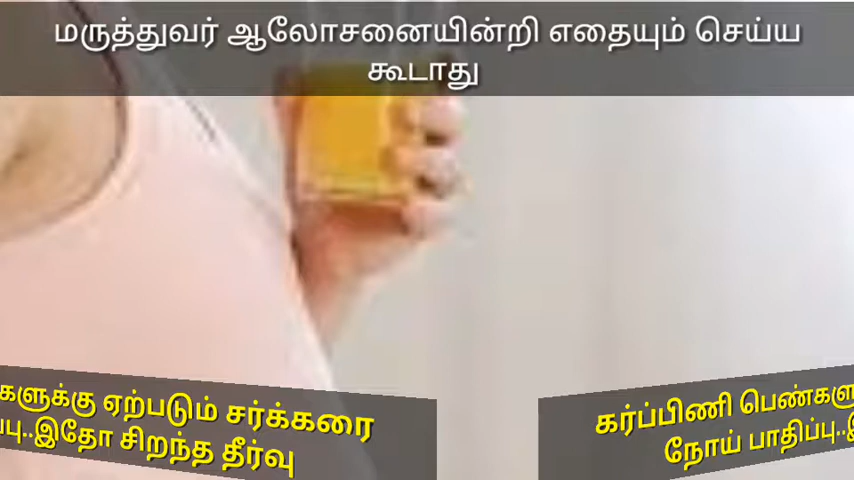 மருத்துவர் ஆலோசனையின்றி எதையும் செய்ய
கூடாது
களுக்கு ஏற்படும் சர்க்கரை
பு..இதோ சிறந்த தீர்வு
கர்ப்பிணி பெண்களு
நோய் பாதிப்பு..இ